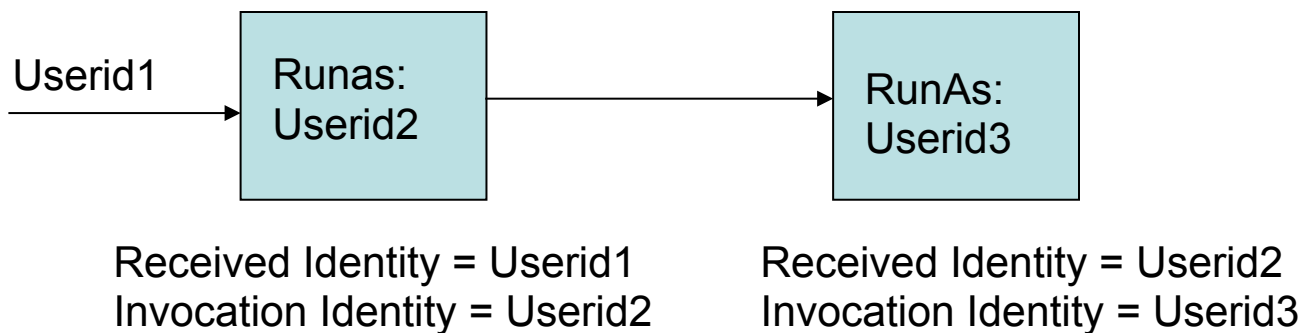 Userid1
Runas:
Userid2
RunAs:
Userid3
Received Identity = Userid1
Invocation Identity = Userid2
Received Identity = Userid2
Invocation Identity = Userid3